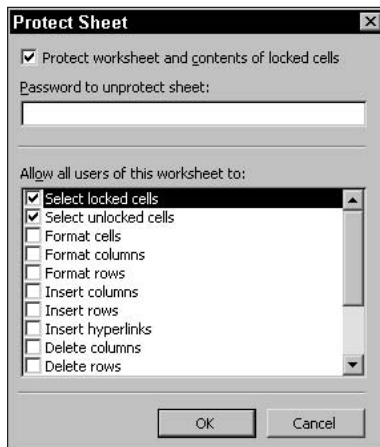 Protect Sheet
Protect worksheet and contents of locked cells
Password to unprotect sheet:
Allow all users of this worksheet to:
Select locked cells
Select unlocked cells
Format cells
Format columns
Format rows
Insert columns
Insert rows
Insert hyperlinks
Delete columns
Delete rows
OK Cancel